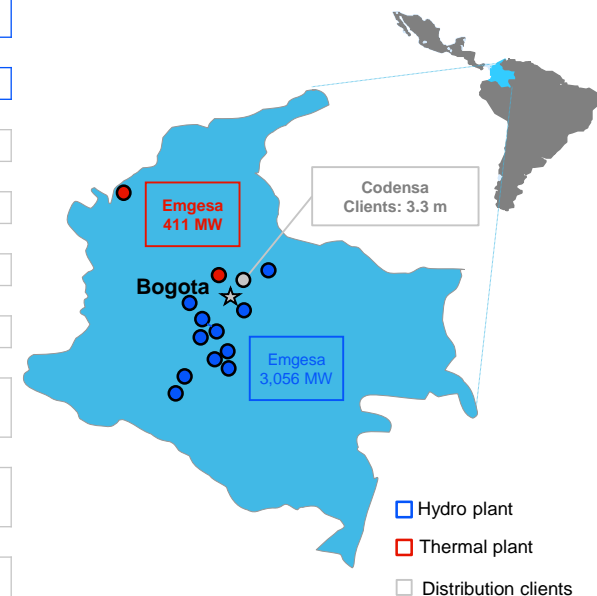 Codensa
Clients: 3.3 m
Emgesa
411 MW
Bogota
Emgesa
3,056 MW
Hydro plant
Thermal plant
Distribution clients